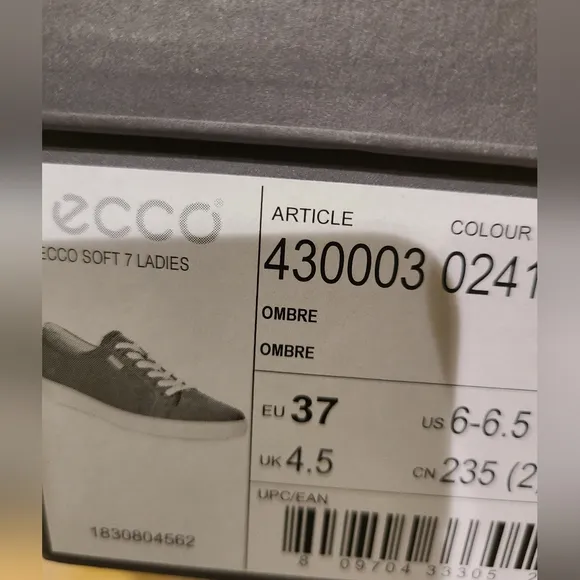 ecco®
ECCO SOFT 7 LADIES
ARTICLE COLOUR
430003 0241
OMBRE
OMBRE
EU 37 US 6-6.5
UK 4.5 CN 235 (2
UPC/EAN
8 09704 33305
1830804562